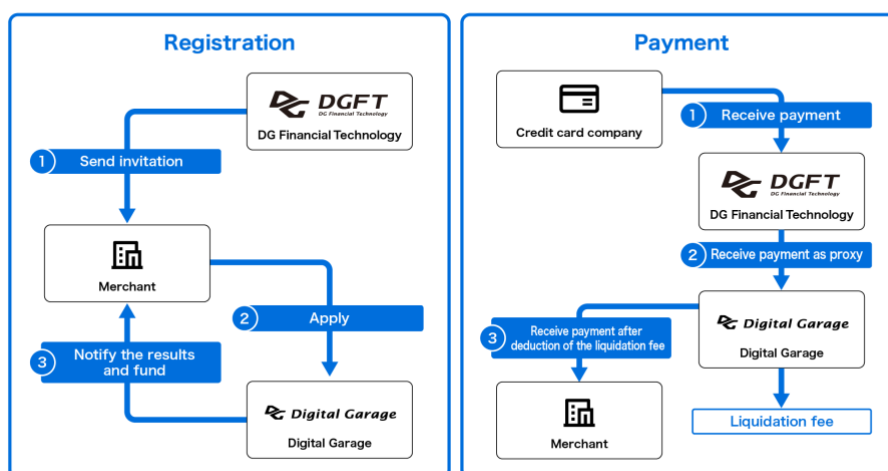 Registration
DGFT
DG Financial Technology
DG Financial Technology
1 Send invitation
Merchant
2 Apply
3 Notify the results
and fund
Digital Garage
Digital Garage
Payment
Credit card company
1 Receive payment
DGFT
DG Financial Technology
DG Financial Technology
2 Receive payment as proxy
3 Receive payment after
deduction of the liquidation fee
Digital Garage
Digital Garage
Merchant
Liquidation fee